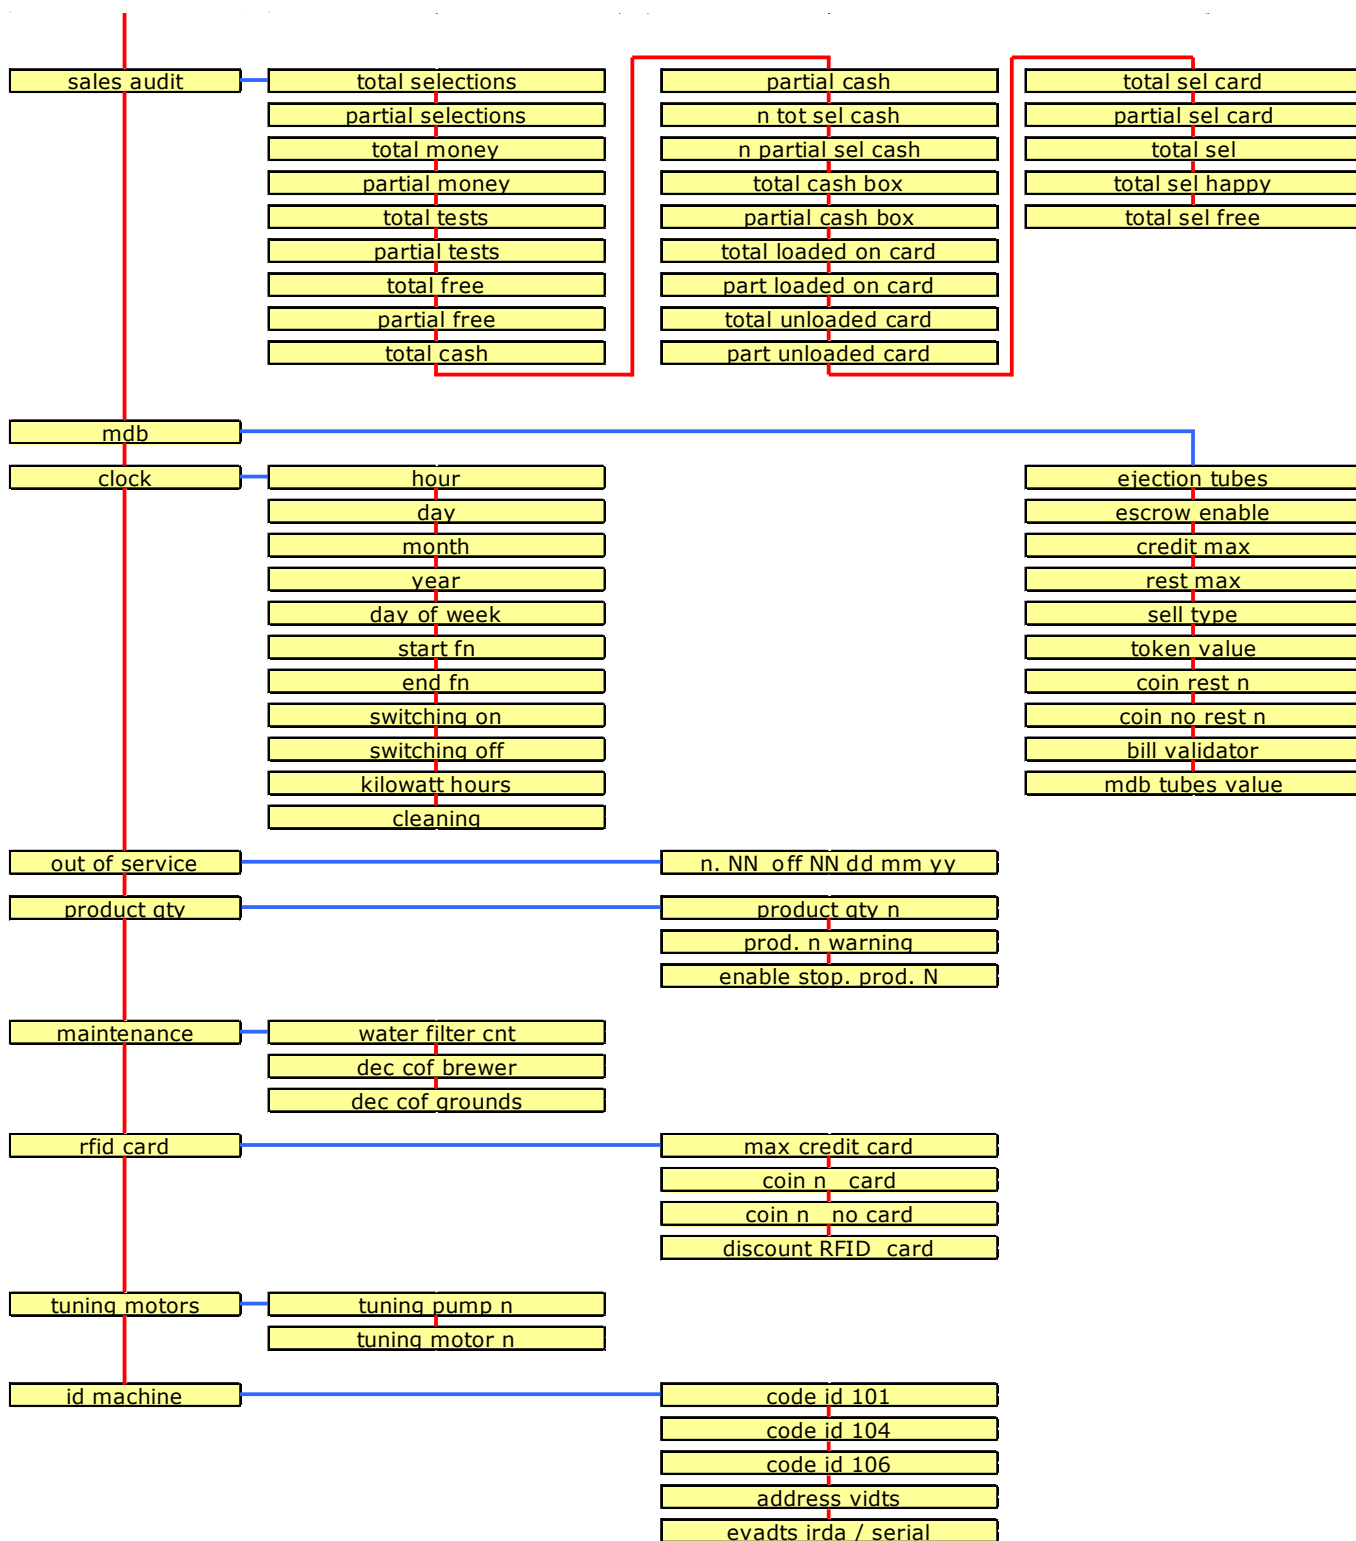 sales audit
total selections
partial selections
total money
partial money
total tests
partial tests
total free
partial free
total cash
partial cash
n tot sel cash
n partial sel cash
total cash box
partial cash box
total loaded on card
part loaded on card
total unloaded card
part unloaded card
total sel card
partial sel card
total sel
total sel happy
total sel free
mdb
ejection tubes
escrow enable
credit max
rest max
sell type
token value
coin rest n
coin no rest n
bill validator
mdb tubes value
clock
hour
day
month
year
day of week
start fn
end fn
switching on
switching off
kilowatt hours
cleaning
out of service
n. NN off NN dd mm yy
product qty
product qty n
prod. n warning
enable stop. prod. N
maintenance
water filter cnt
dec cof brewer
dec cof grounds
rfid card
max credit card
coin n card
coin n no card
discount RFID card
tuning motors
tuning pump n
tuning motor n
id machine
code id 101
code id 104
code id 106
address vidts
evadts irda / serial